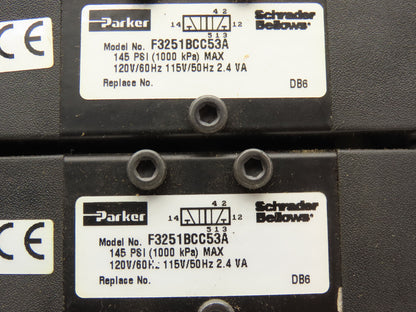 4 2
Parker 14 12 Schrader
5 1 3 Bellows
Model No. F3251BCC53A
145 PSI (1000 kPa) MAX
120V/60Hz 115V/50Hz 2.4 VA
Replace No. DB6
CE
4 2
Parker 14 12 Schrader
5 1 3 Bellows
Model No. F3251BCC53A
145 PSI (1000 kPa) MAX
120V/60Hz 115V/50Hz 2.4 VA
Replace No. DB6
CE